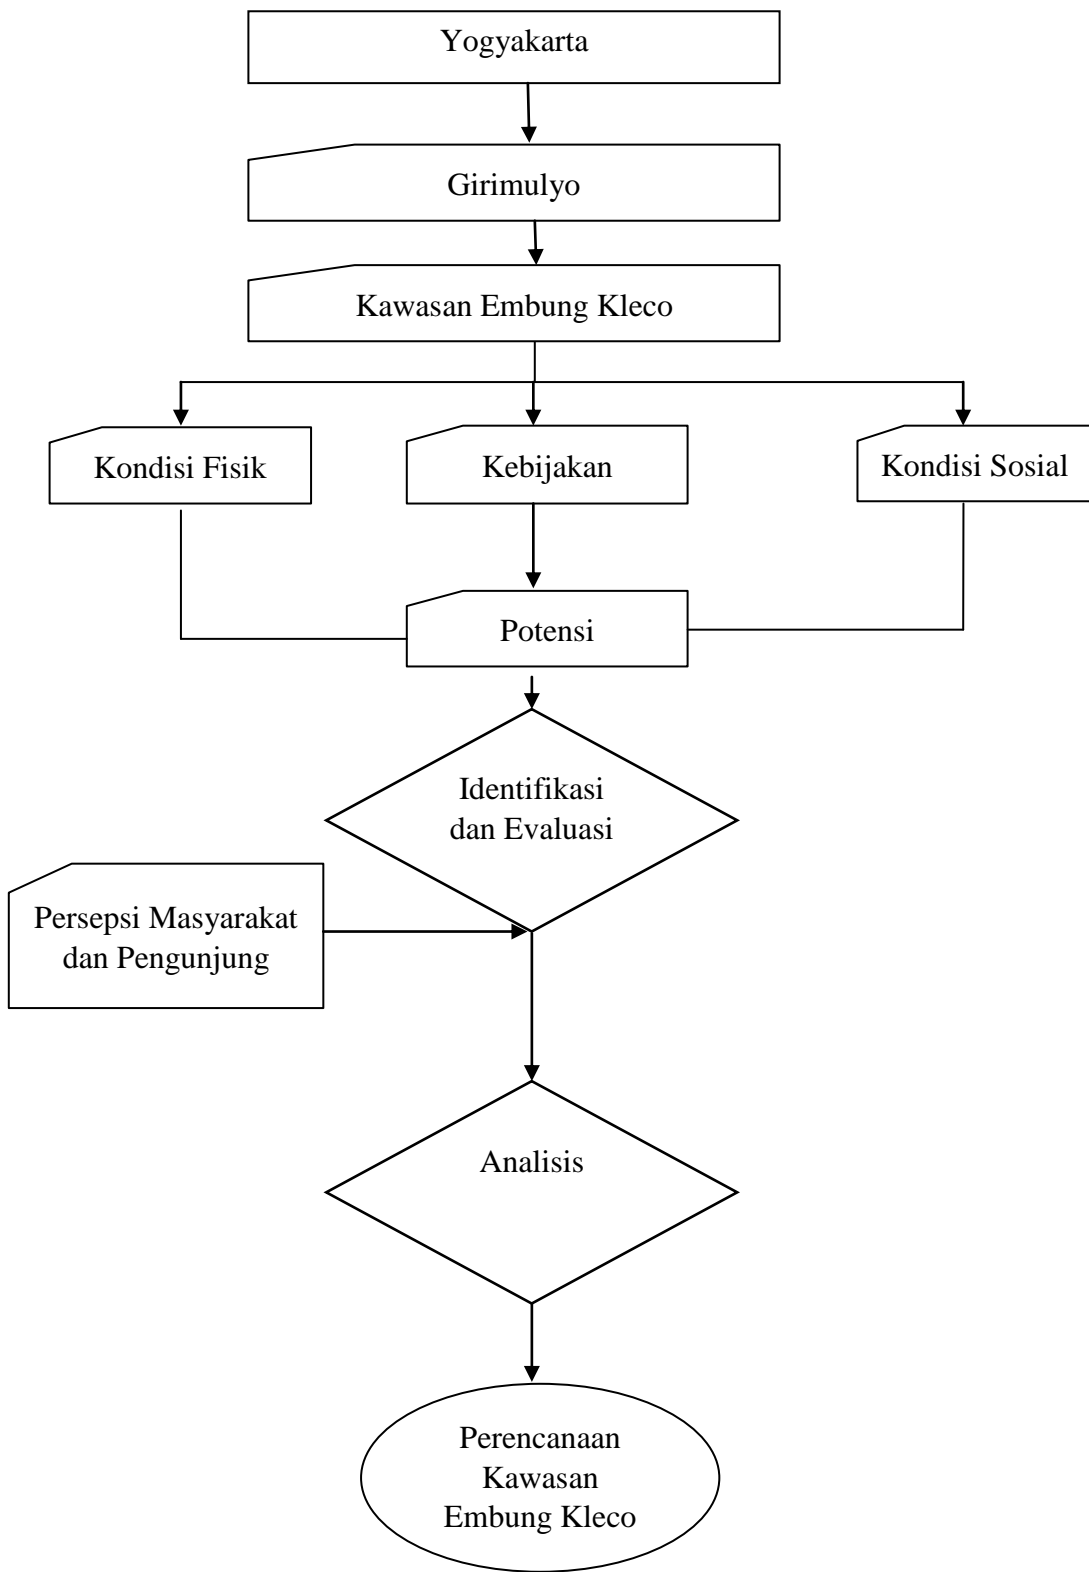 Yogyakarta
Girimulyo
Kawasan Embung Kleco
Kondisi Fisik
Kebijakan
Kondisi Sosial
Potensi
Identifikasi
dan Evaluasi
Persepsi Masyarakat
dan Pengunjung
Analisis
Perencanaan
Kawasan
Embung Kleco